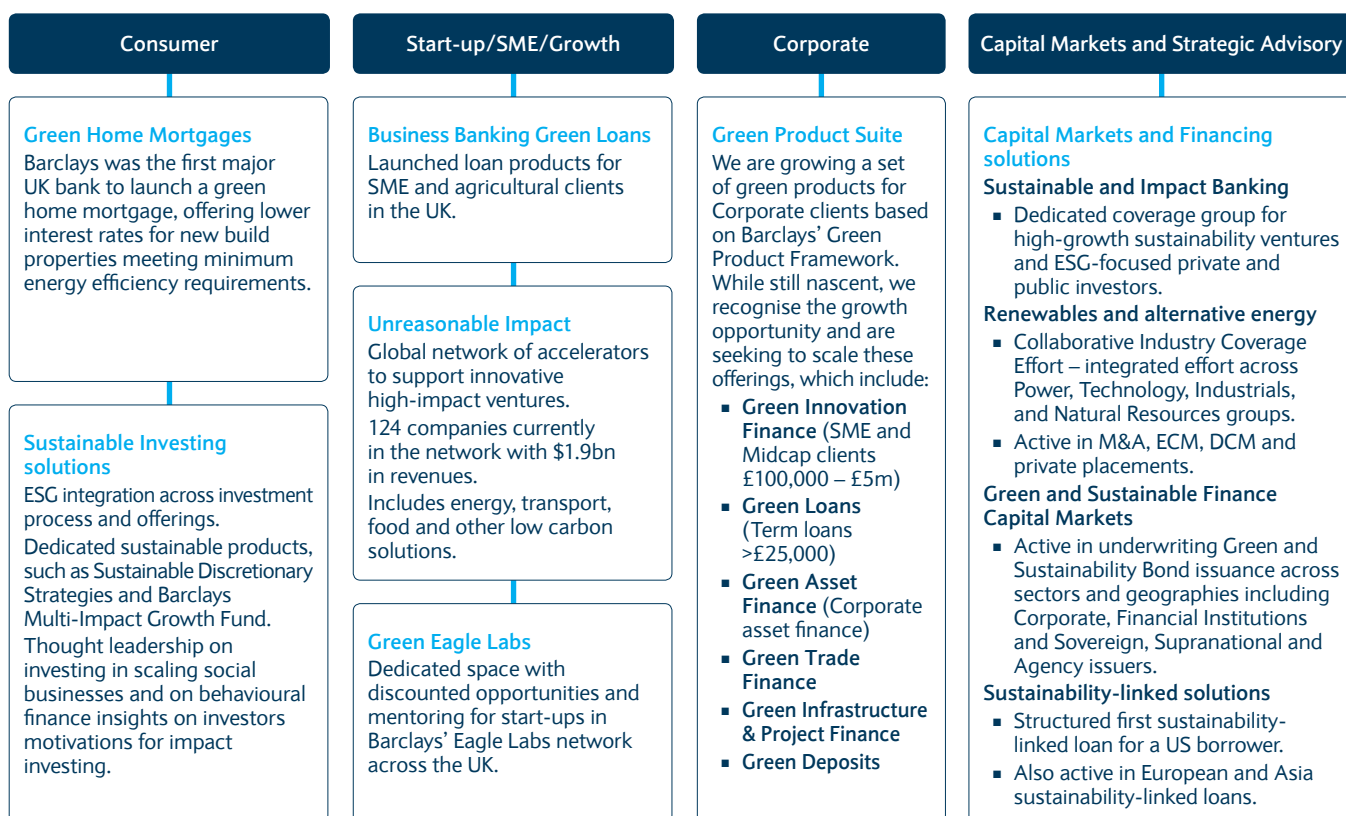 Consumer
Green Home Mortgages
Barclays was the first major
UK bank to launch a green
home mortgage, offering lower
interest rates for new build
properties meeting minimum
energy efficiency requirements.
Sustainable Investing
solutions
ESG integration across investment
process and offerings.
Dedicated sustainable products,
such as Sustainable Discretionary
Strategies and Barclays
Multi-Impact Growth Fund.
Thought leadership on
investing in scaling social
businesses and on behavioural
finance insights on investors
motivations for impact
investing.
Start-up/SME/Growth
Business Banking Green Loans
Launched loan products for
SME and agricultural clients
in the UK.
Unreasonable Impact
Global network of accelerators
to support innovative
high-impact ventures.
124 companies currently
in the network with $1.9bn
in revenues.
Includes energy, transport,
food and other low carbon
solutions.
Green Eagle Labs
Dedicated space with
discounted opportunities and
mentoring for start-ups in
Barclays’ Eagle Labs network
across the UK.
Corporate
Green Product Suite
We are growing a set
of green products for
Corporate clients based
on Barclays’ Green
Product Framework.
While still nascent, we
recognise the growth
opportunity and are
seeking to scale these
offerings, which include:
▪ Green Innovation
Finance (SME and
Midcap clients
£100,000 – £5m)
▪ Green Loans
(Term loans
>£25,000)
▪ Green Asset
Finance (Corporate
asset finance)
▪ Green Trade
Finance
▪ Green Infrastructure
& Project Finance
▪ Green Deposits
Capital Markets and Strategic Advisory
Capital Markets and Financing
solutions
Sustainable and Impact Banking
▪ Dedicated coverage group for
high-growth sustainability ventures
and ESG-focused private and
public investors.
Renewables and alternative energy
▪ Collaborative Industry Coverage
Effort – integrated effort across
Power, Technology, Industrials,
and Natural Resources groups.
▪ Active in M&A, ECM, DCM and
private placements.
Green and Sustainable Finance
Capital Markets
▪ Active in underwriting Green and
Sustainability Bond issuance across
sectors and geographies including
Corporate, Financial Institutions
and Sovereign, Supranational and
Agency issuers.
Sustainability-linked solutions
▪ Structured first sustainability-
linked loan for a US borrower.
▪ Also active in European and Asia
sustainability-linked loans.